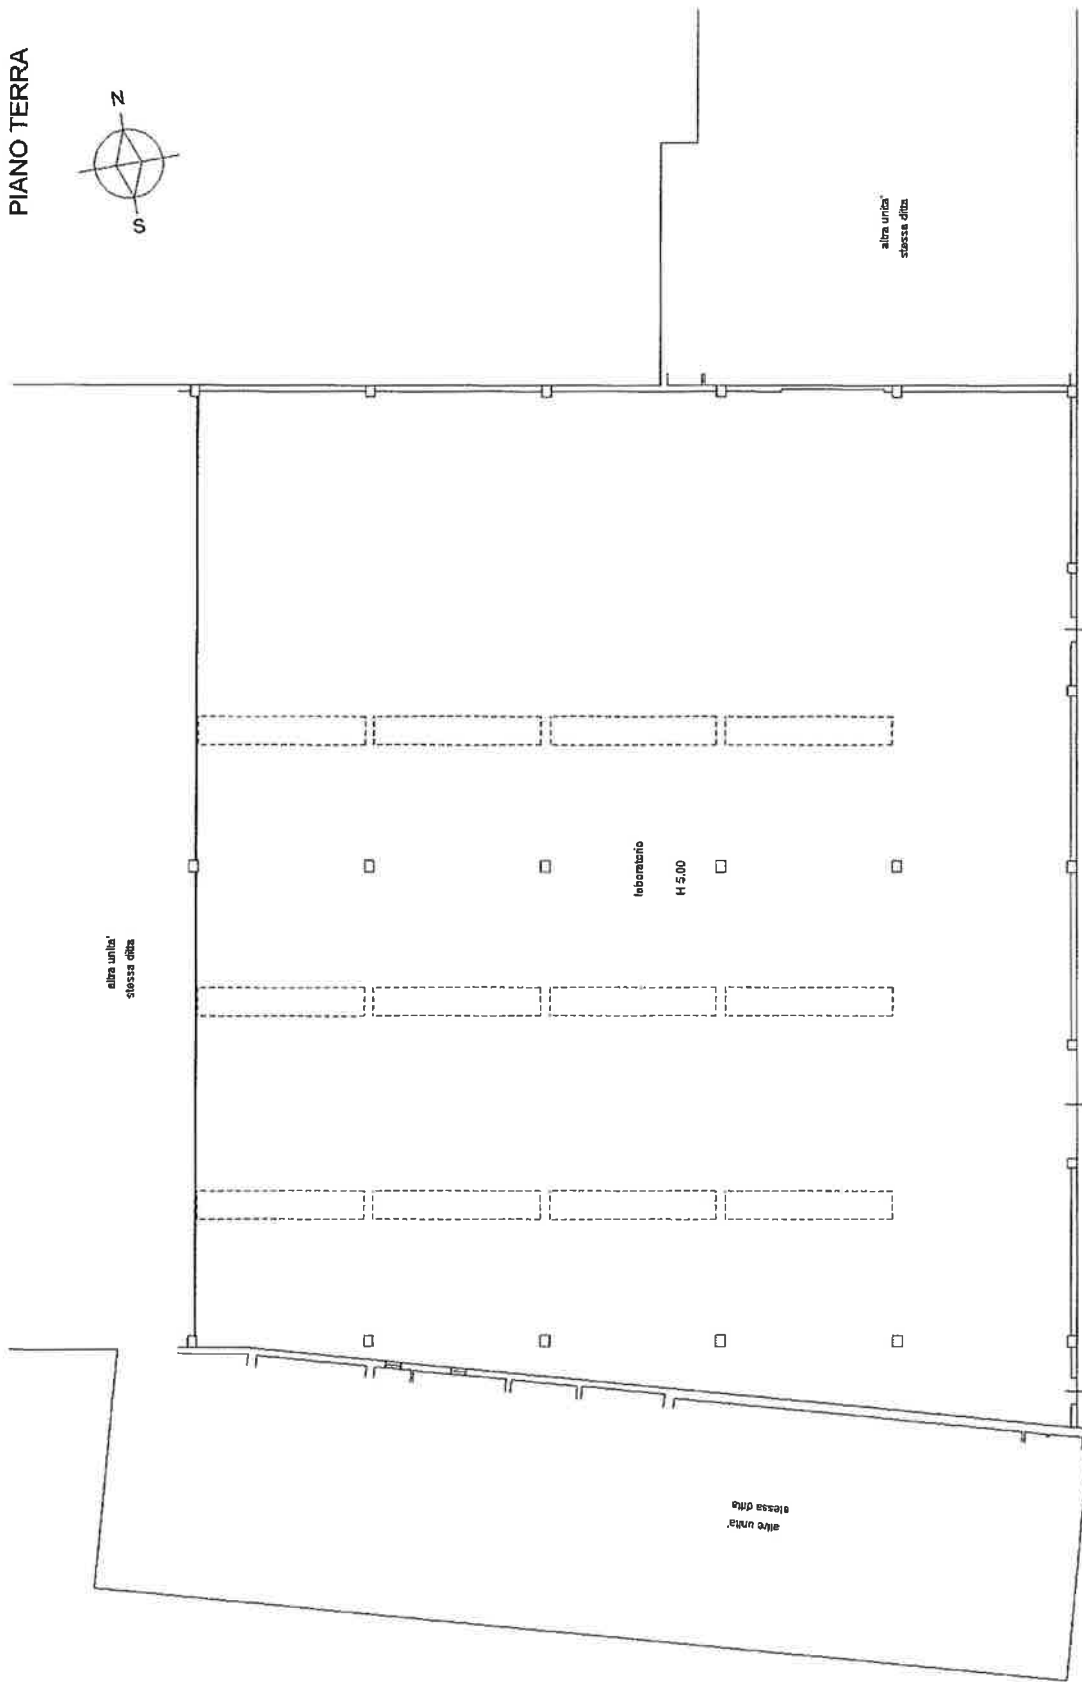 PIANO TERRA
N
S
altra unita'
stessa ditta
altra unita'
stessa ditta
laboratorio
H 5.00
altre unita'
stessa ditta